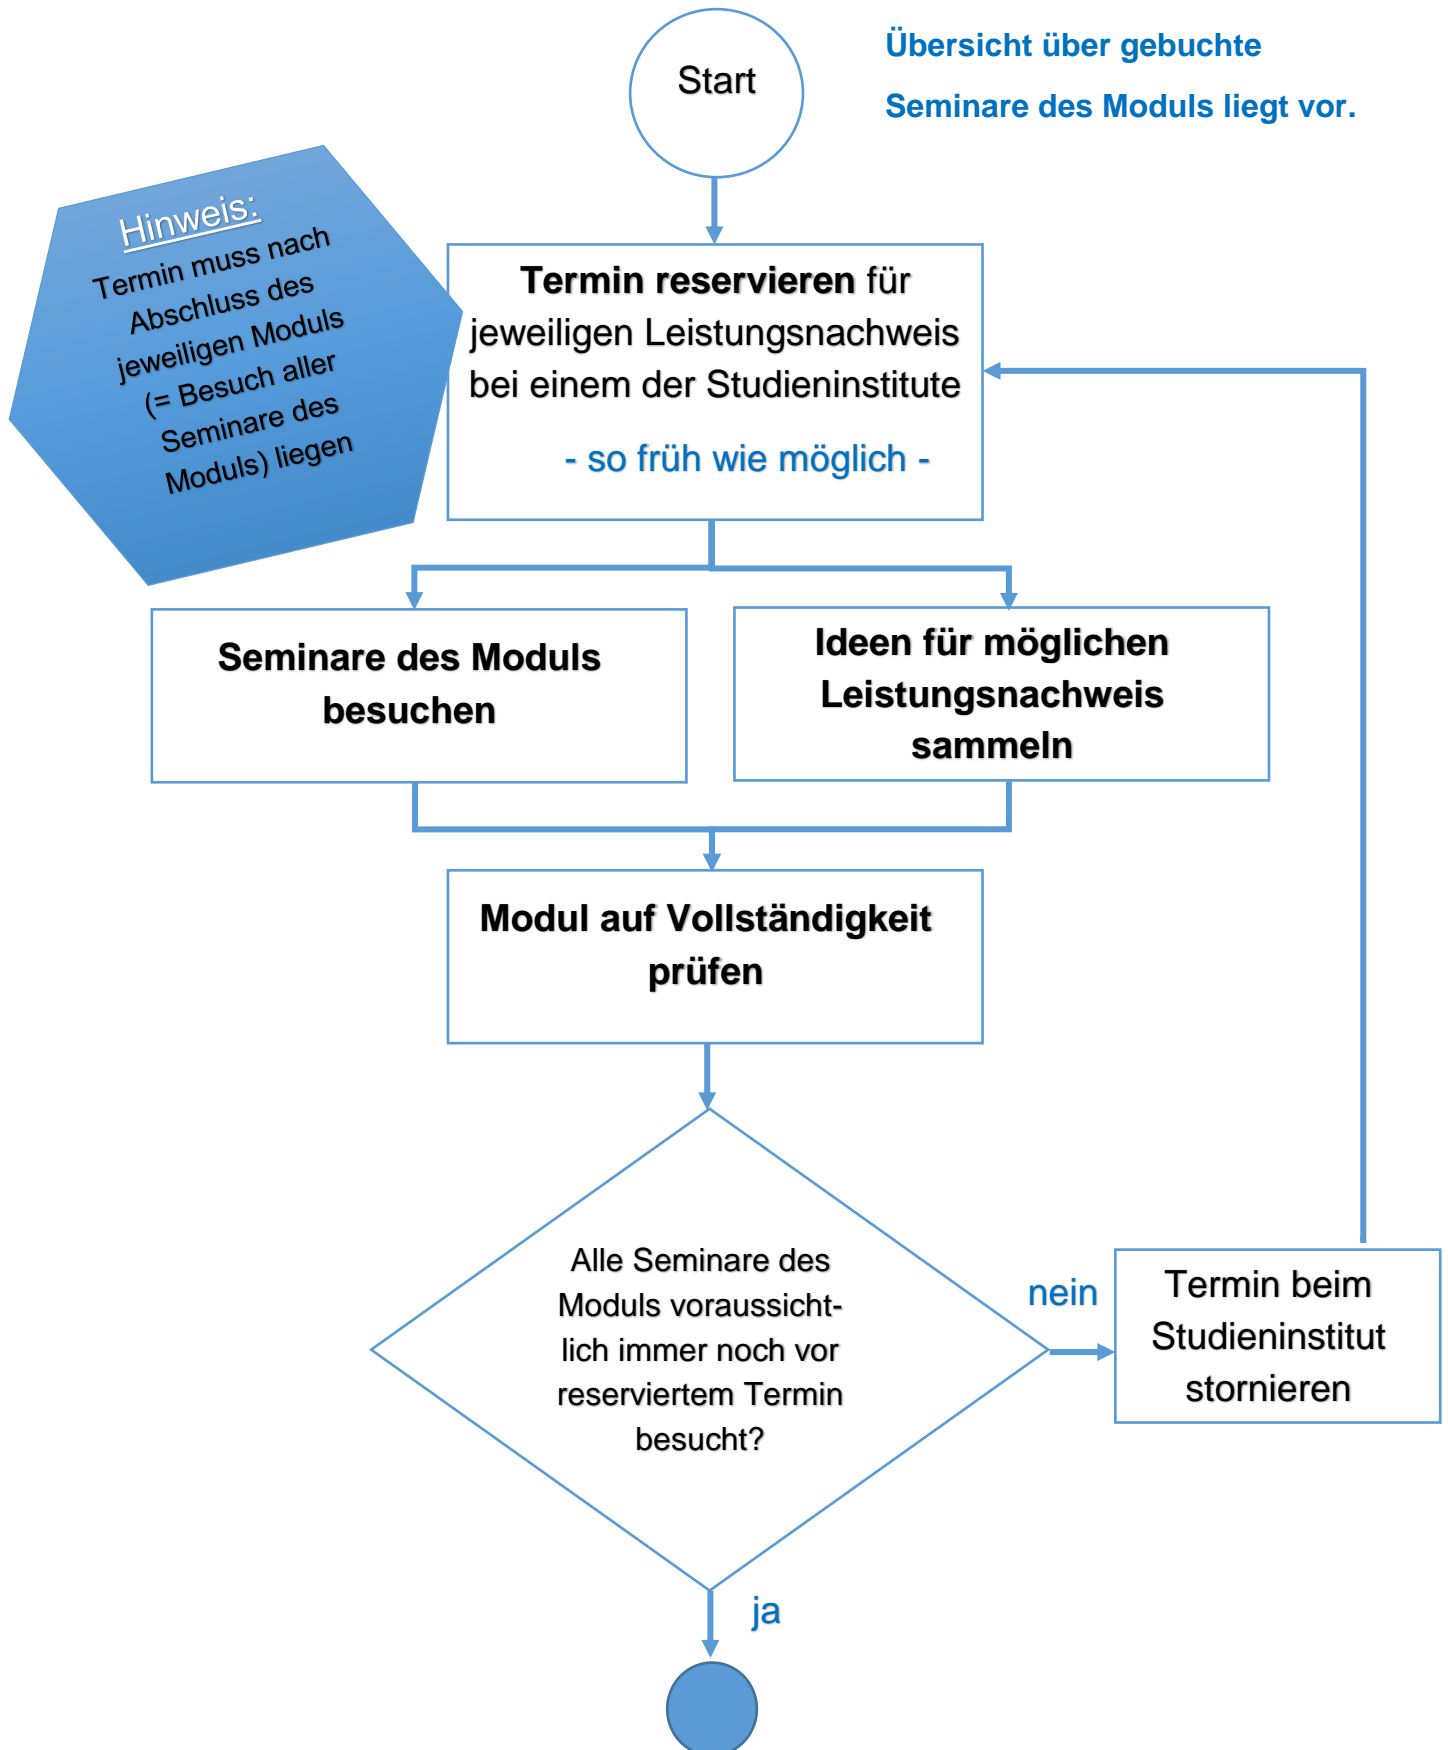 Start
Übersicht über gebuchte
Seminare des Moduls liegt vor.
Hinweis:
Termin muss nach
Abschluss des
jeweiligen Moduls
(= Besuch aller
Seminare des
Moduls) liegen
Termin reservieren für
jeweiligen Leistungsnachweis
bei einem der Studieninstitute
- so früh wie möglich -
Seminare des Moduls
besuchen
Ideen für möglichen
Leistungsnachweis
sammeln
Modul auf Vollständigkeit
prüfen
Alle Seminare des
Moduls voraussicht-
lich immer noch vor
reserviertem Termin
besucht?
nein
Termin beim
Studieninstitut
stornieren
ja